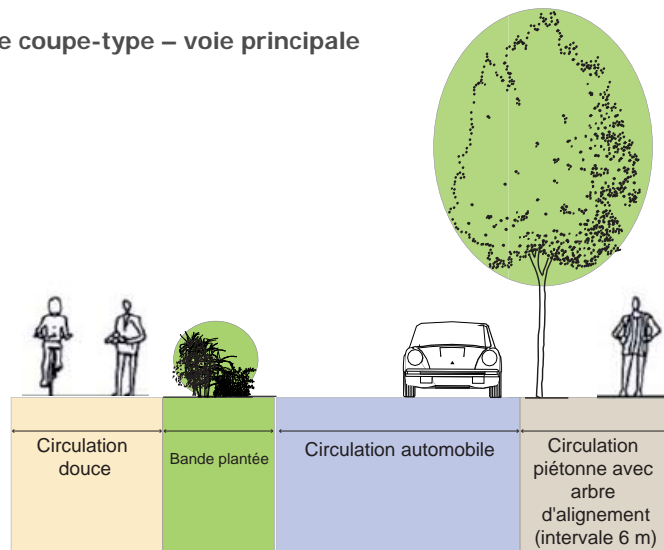 e coupe-type – voie principale
Circulation
douce
Bande plantée
Circulation automobile
Circulation
piétonne avec
arbre
d'alignement
(intervale 6 m)